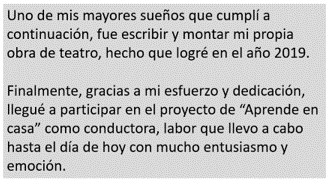 Uno de mis mayores sueños que cumplí a
continuación, fue escribir y montar mi propia
obra de teatro, hecho que logré en el año 2019.
Finalmente, gracias a mi esfuerzo y dedicación,
llegué a participar en el proyecto de “Aprende en
casa” como conductora, labor que llevo a cabo
hasta el día de hoy con mucho entusiasmo y
emoción.